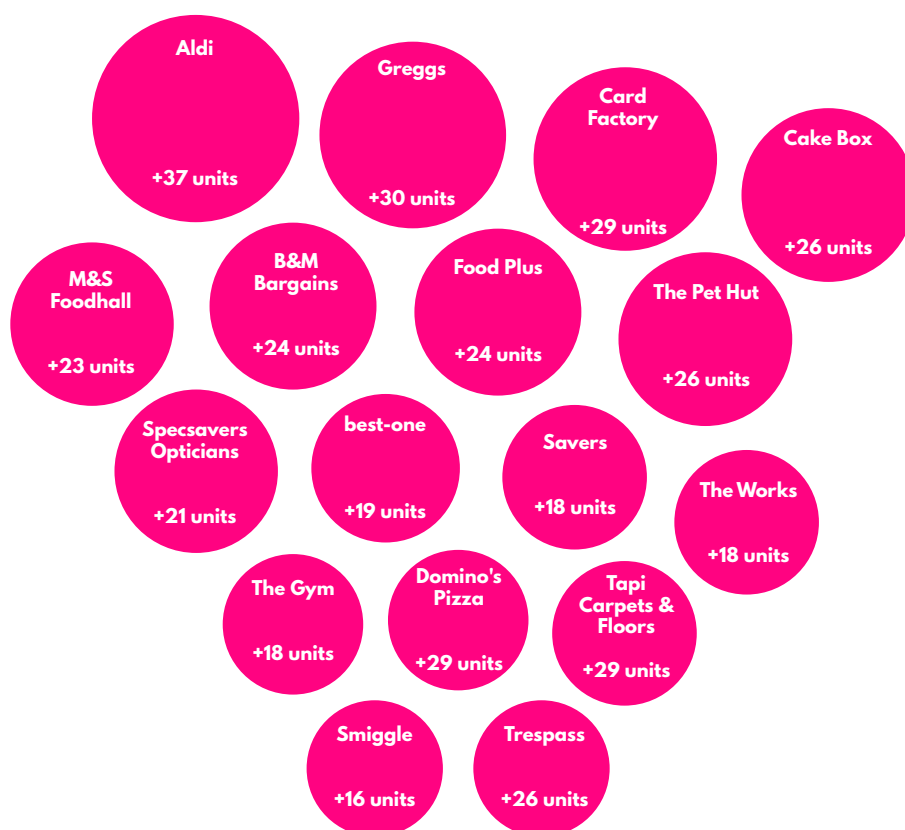 Aldi
+37 units
Greggs
+30 units
Card
Factory
+29 units
Cake Box
+26 units
M&S
Foodhall
+23 units
B&M
Bargains
+24 units
Food Plus
+24 units
The Pet Hut
+26 units
Specsavers
Opticians
+21 units
best-one
+19 units
Savers
+18 units
The Works
+18 units
The Gym
+18 units
Domino's
Pizza
+29 units
Tapi
Carpets &
Floors
+29 units
Smiggle
+16 units
Trespass
+26 units